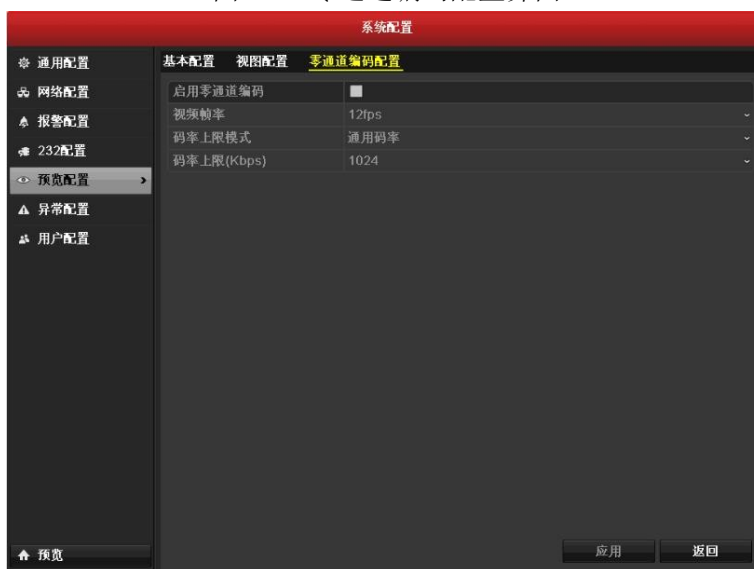 系统配置
通用配置
网络配置
报警配置
232配置
预览配置
异常配置
用户配置
预览
基本配置 视图配置 零通道编码配置
启用零通道编码
视频帧率 12fps
码率上限模式 通用码率
码率上限(Kbps) 1024
应用 返回